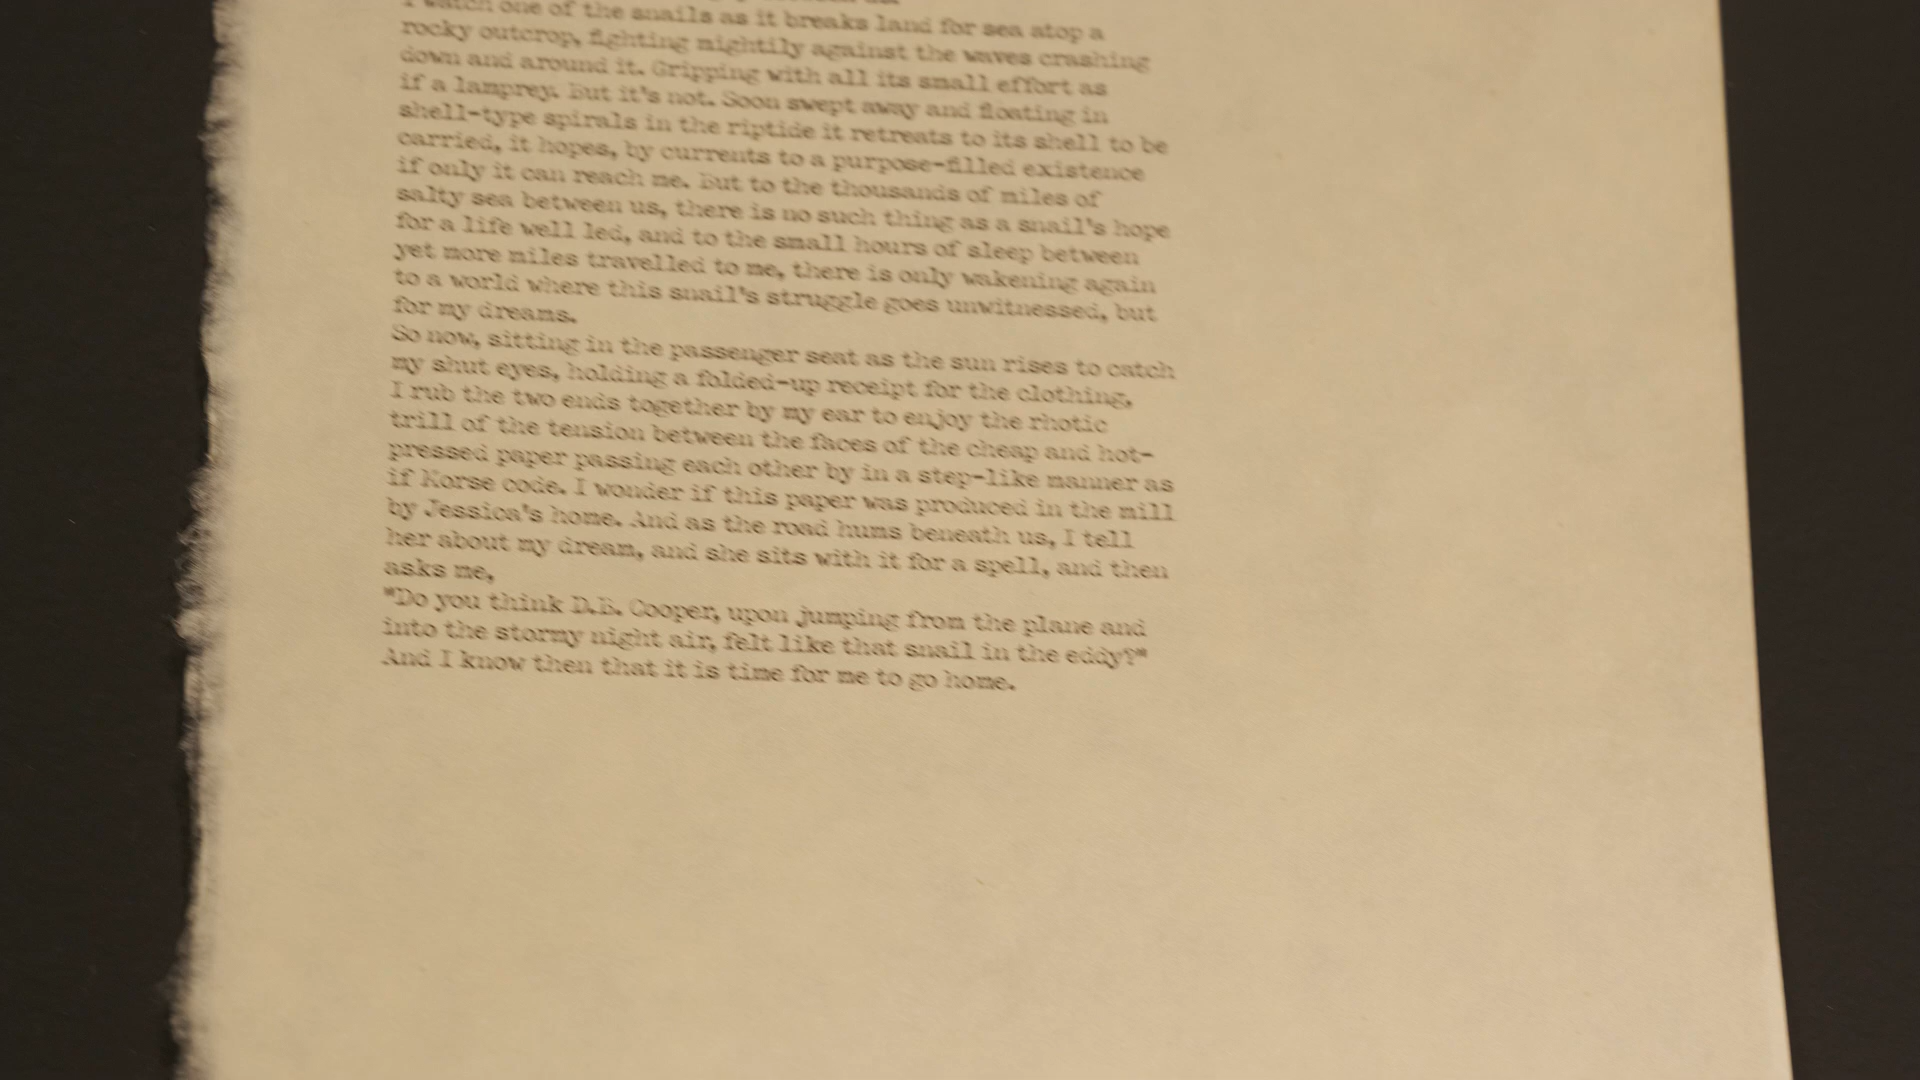 I watch one of the snails as it breaks land for sea atop a
rocky outcrop, fighting mightily against the waves crashing
down and around it. Gripping with all its small effort as
if a lamprey. But it's not. Soon swept away and floating in
shell-type spirals in the riptide it retreats to its shell to be
carried, it hopes, by currents to a purpose-filled existence
if only it can reach me. But to the thousands of miles of
salty sea between us, there is no such thing as a snail's hope
for a life well led, and to the small hours of sleep between
yet more miles travelled to me, there is only wakening again
to a world where this snail's struggle goes unwitnessed, but
for my dreams.
So now, sitting in the passenger seat as the sun rises to catch
my shut eyes, holding a folded-up receipt for the clothing,
I rub the two ends together by my ear to enjoy the rhotic
trill of the tension between the faces of the cheap and hot-
pressed paper passing each other by in a step-like manner as
if Morse code. I wonder if this paper was produced in the mill
by Jessica's home. And as the road hums beneath us, I tell
her about my dream, and she sits with it for a spell, and then
asks me,
"Do you think D.B. Cooper, upon jumping from the plane and
into the stormy night air, felt like that snail in the eddy?"
And I know then that it is time for me to go home.